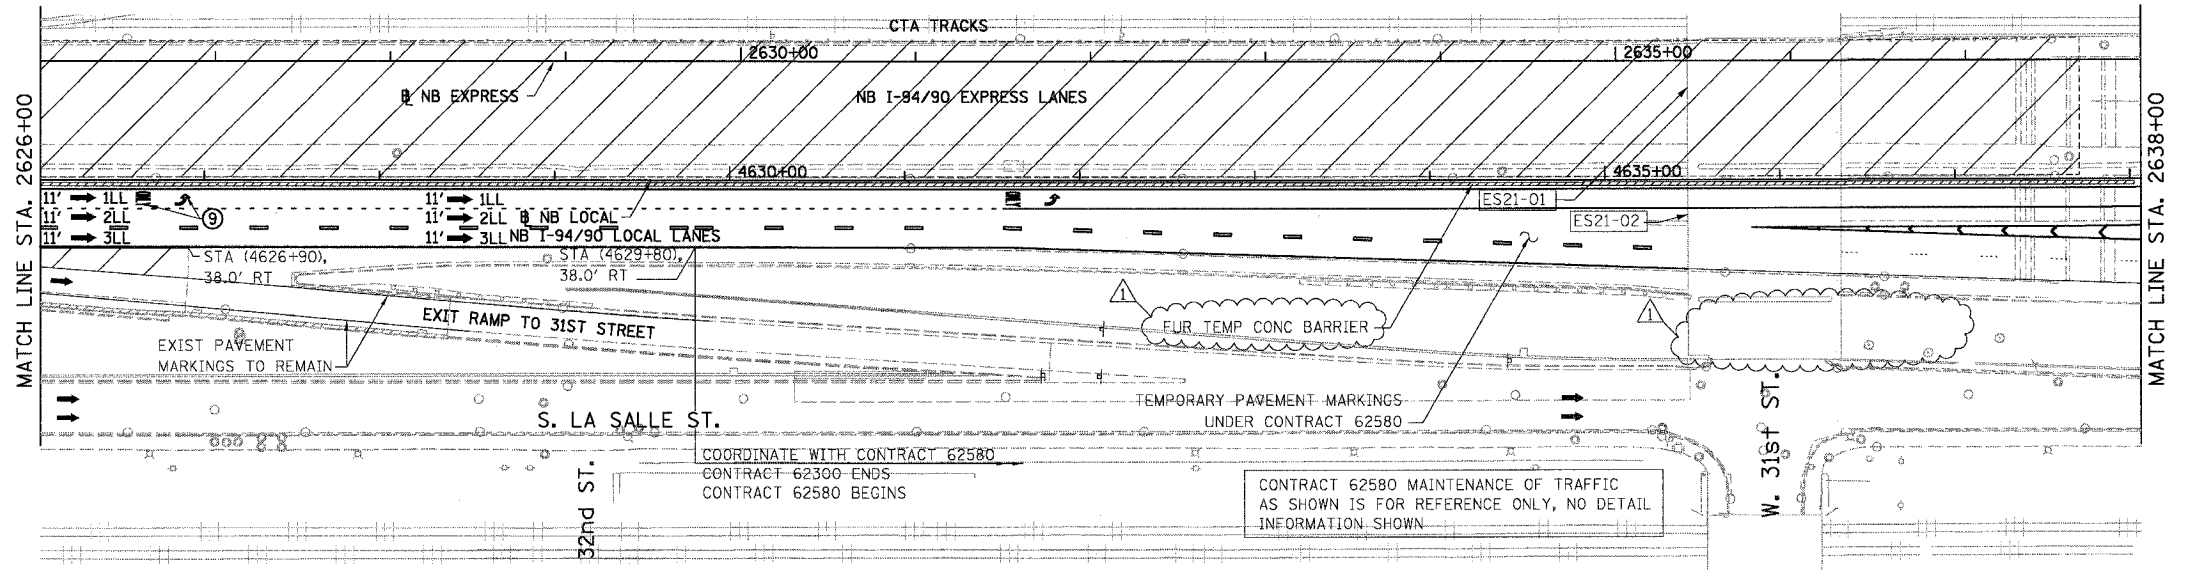 CTA TRACKS
2630+00
2635+00
℄ NB EXPRESS
NB I-94/90 EXPRESS LANES
MATCH LINE STA. 2626+00
MATCH LINE STA. 2638+00
4630+00
4635+00
11' 1LL
11' 2LL
11' 3LL
9
11' 1LL
11' 2LL
11' 3LL
NB LOCAL
NB I-94/90 LOCAL LANES
ES21-01
ES21-02
STA (4626+90),
38.0' RT
STA (4629+80),
38.0' RT
EXIT RAMP TO 31ST STREET
1
FUR TEMP CONC BARRIER
1
EXIST PAVEMENT
MARKINGS TO REMAIN
TEMPORARY PAVEMENT MARKINGS
UNDER CONTRACT 62580
S. LA SALLE ST.
32nd ST.
W. 31st ST.
COORDINATE WITH CONTRACT 62580
CONTRACT 62300 ENDS
CONTRACT 62580 BEGINS
CONTRACT 62580 MAINTENANCE OF TRAFFIC
AS SHOWN IS FOR REFERENCE ONLY, NO DETAIL
INFORMATION SHOWN